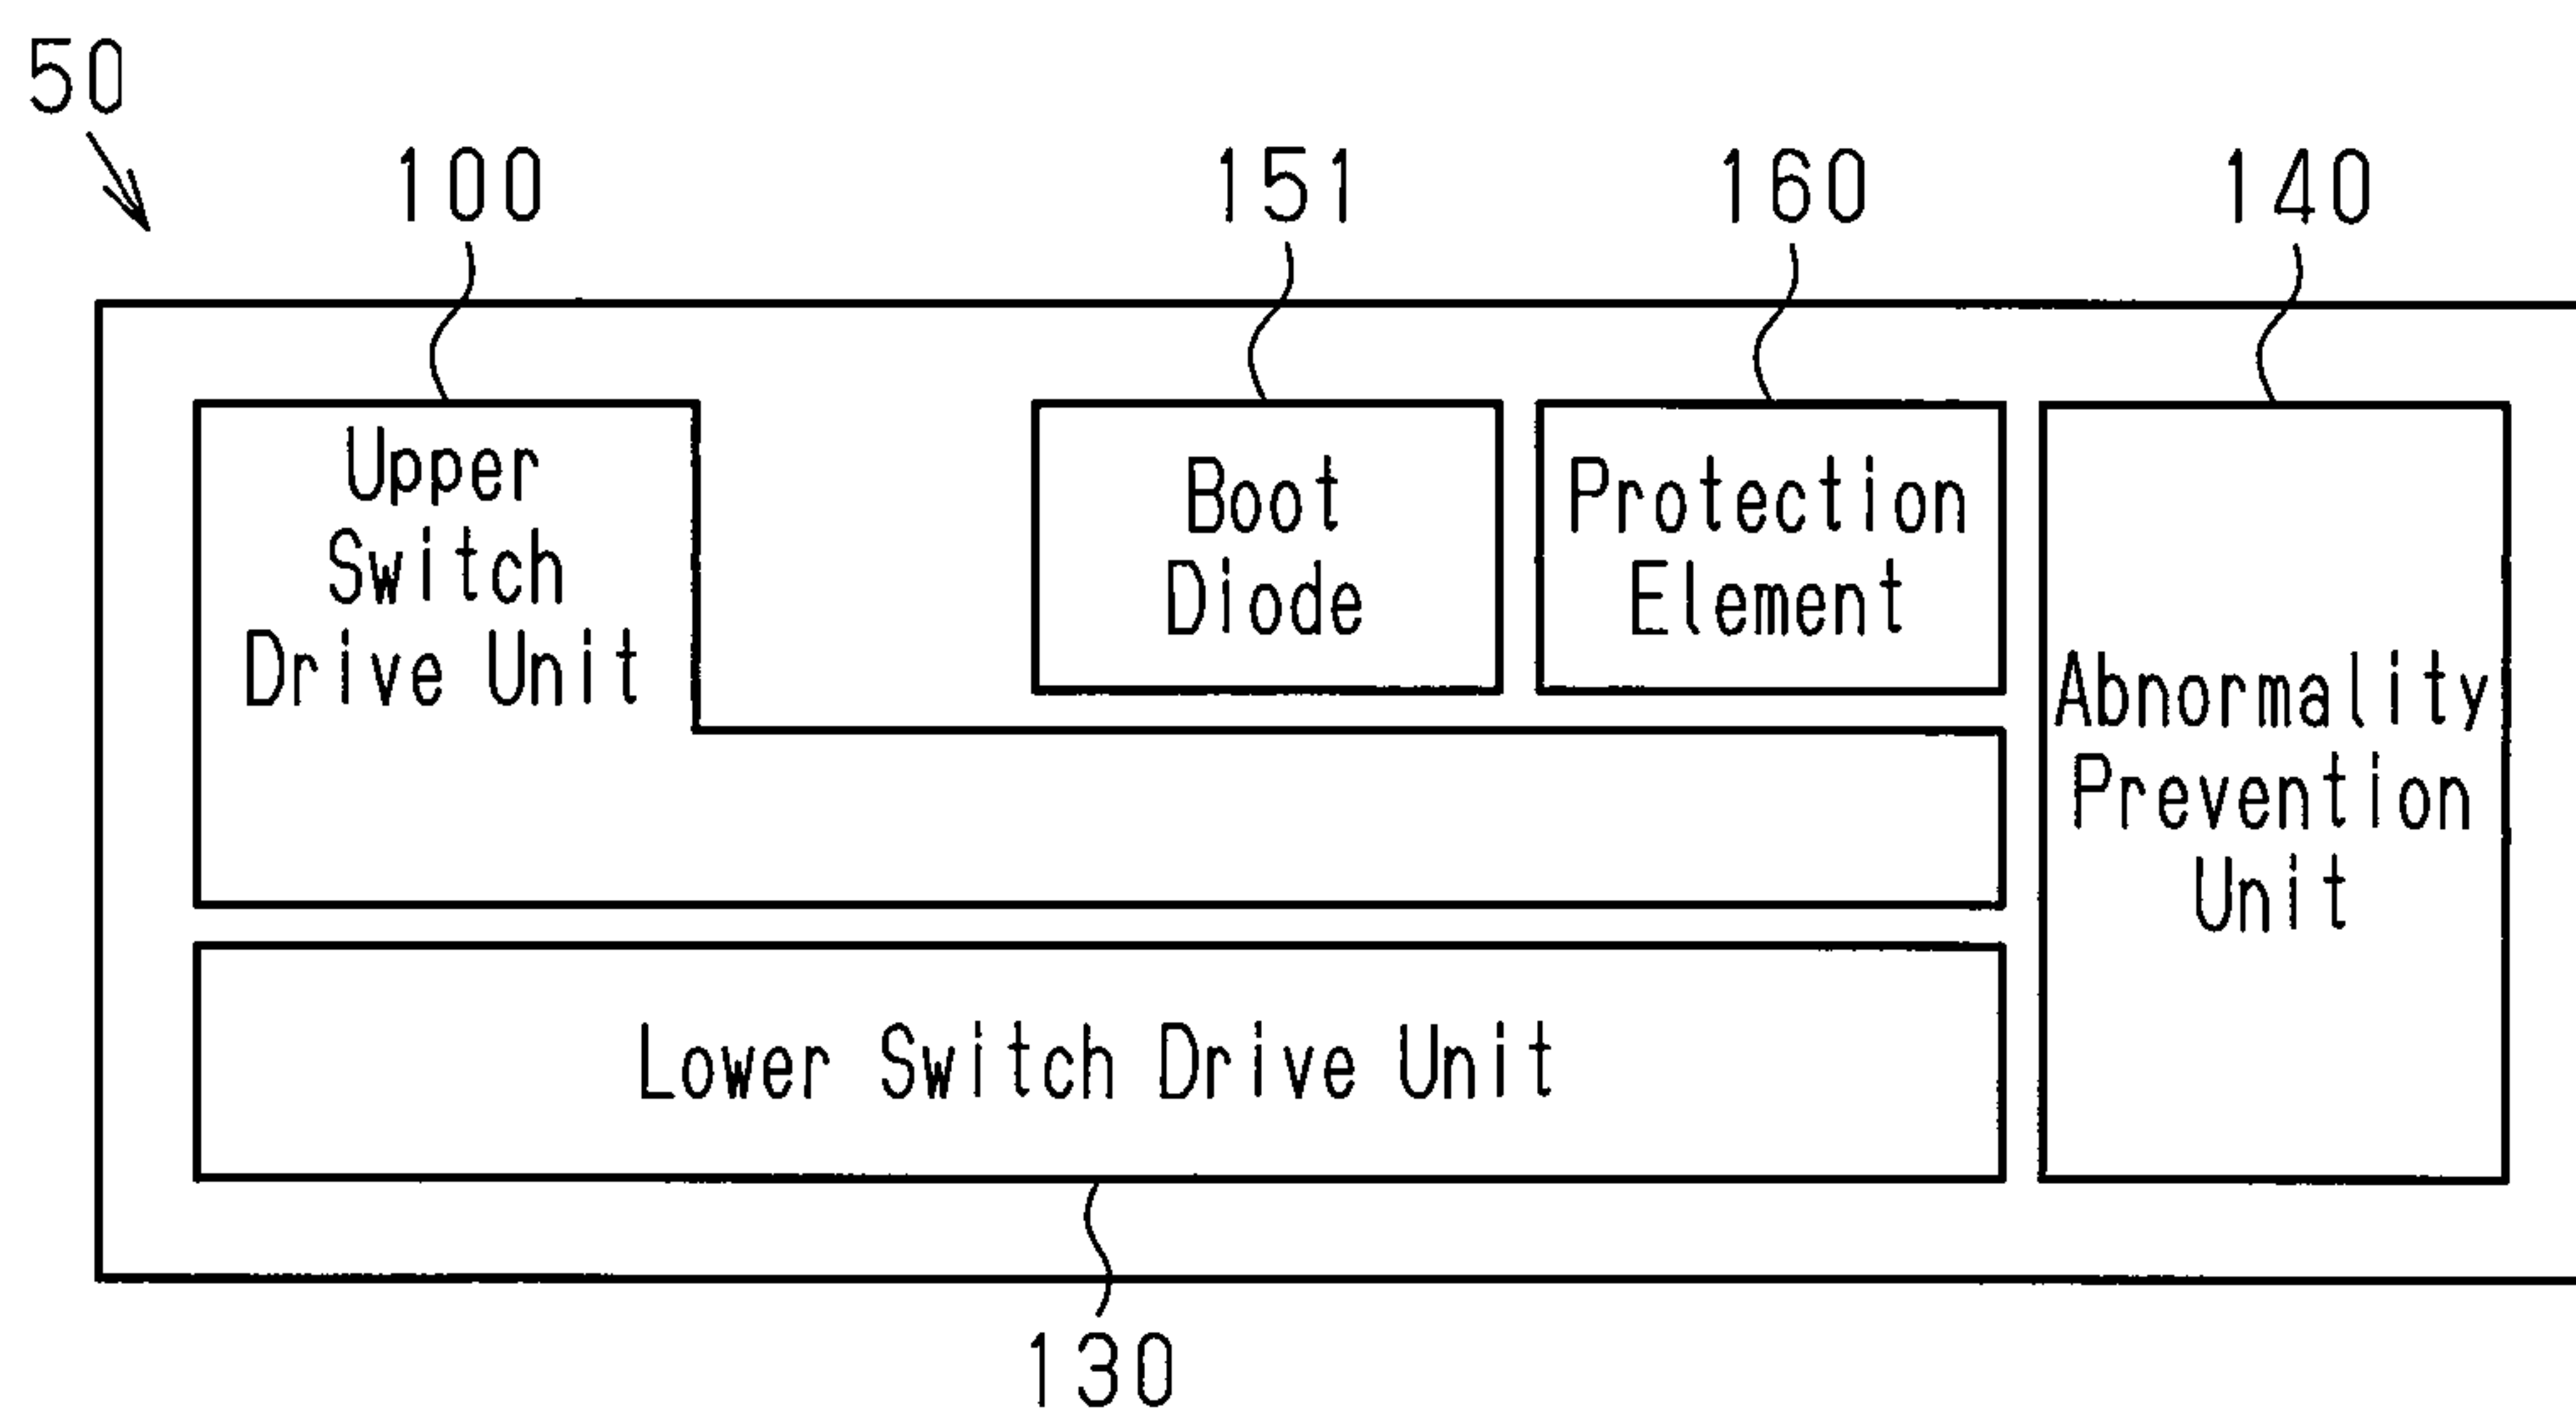 50
100
151
160
140
Upper
Switch
Drive Unit
Boot
Diode
Protection
Element
Abnormality
Prevention
Unit
Lower Switch Drive Unit
130